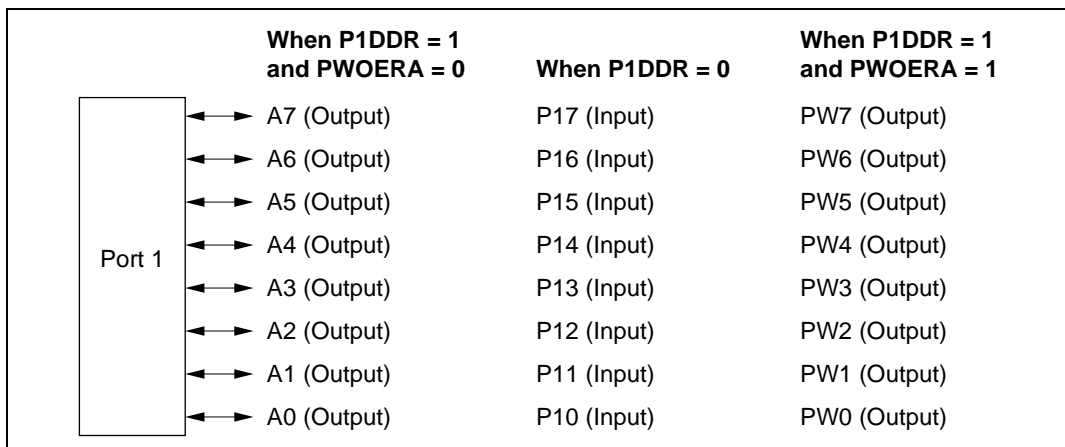 When P1DDR = 1 When P1DDR = 1
and PWOERA = 0 When P1DDR = 0 and PWOERA = 1
A7 (Output) P17 (Input) PW7 (Output)
A6 (Output) P16 (Input) PW6 (Output)
A5 (Output) P15 (Input) PW5 (Output)
Port 1 A4 (Output) P14 (Input) PW4 (Output)
A3 (Output) P13 (Input) PW3 (Output)
A2 (Output) P12 (Input) PW2 (Output)
A1 (Output) P11 (Input) PW1 (Output)
A0 (Output) P10 (Input) PW0 (Output)